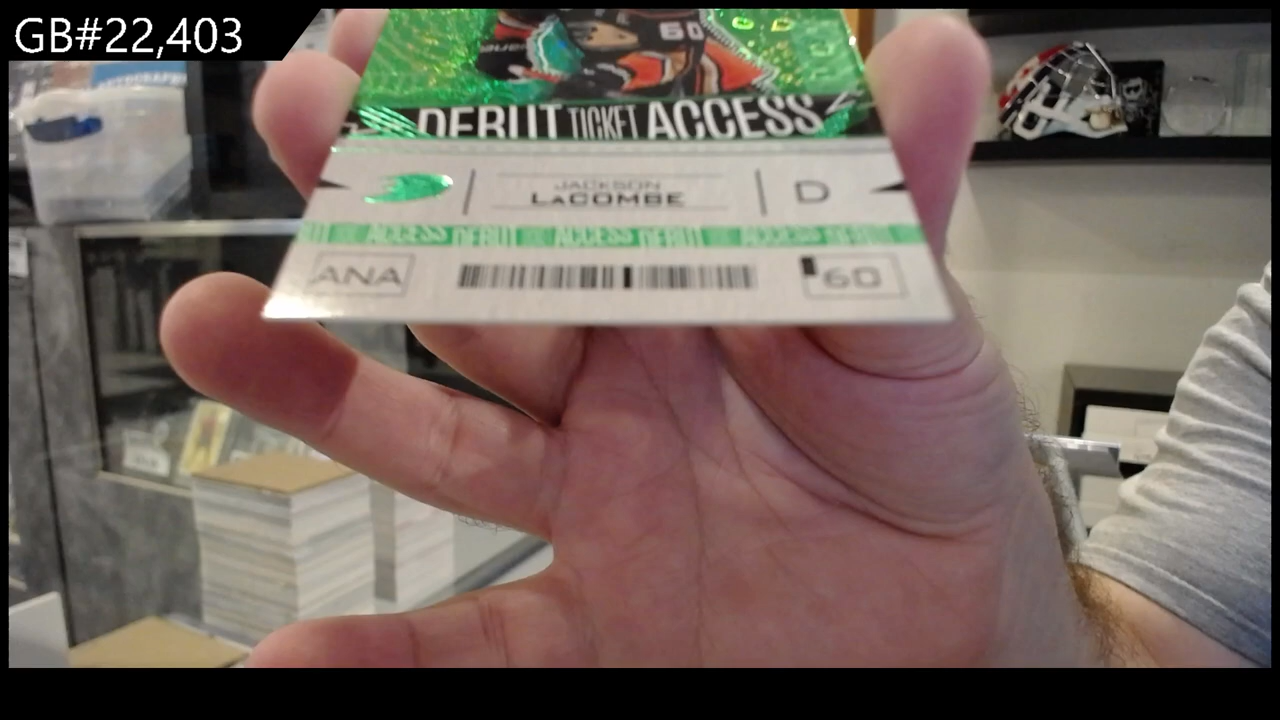 GB#22,403
60
DEBUT TICKET ACCESS
JACKSON
LACOMBE
D
ACCESS DEBUT ACCESS DEBUT ACCESS DEBUT
ANA
'60